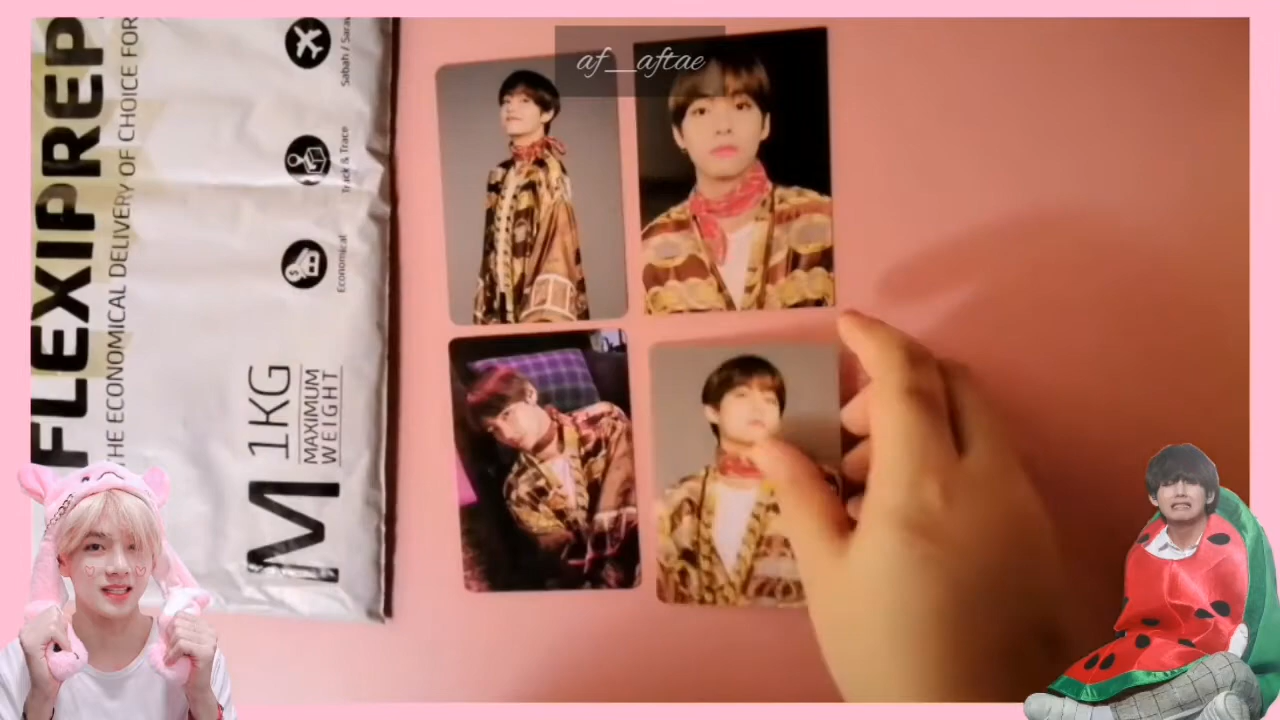 af__aftae
FLEXIPREP
THE ECONOMICAL DELIVERY OF CHOICE FOR
Sabah / Sara
Track & Trace
Economical
M
1KG
MAXIMUM
WEIGHT